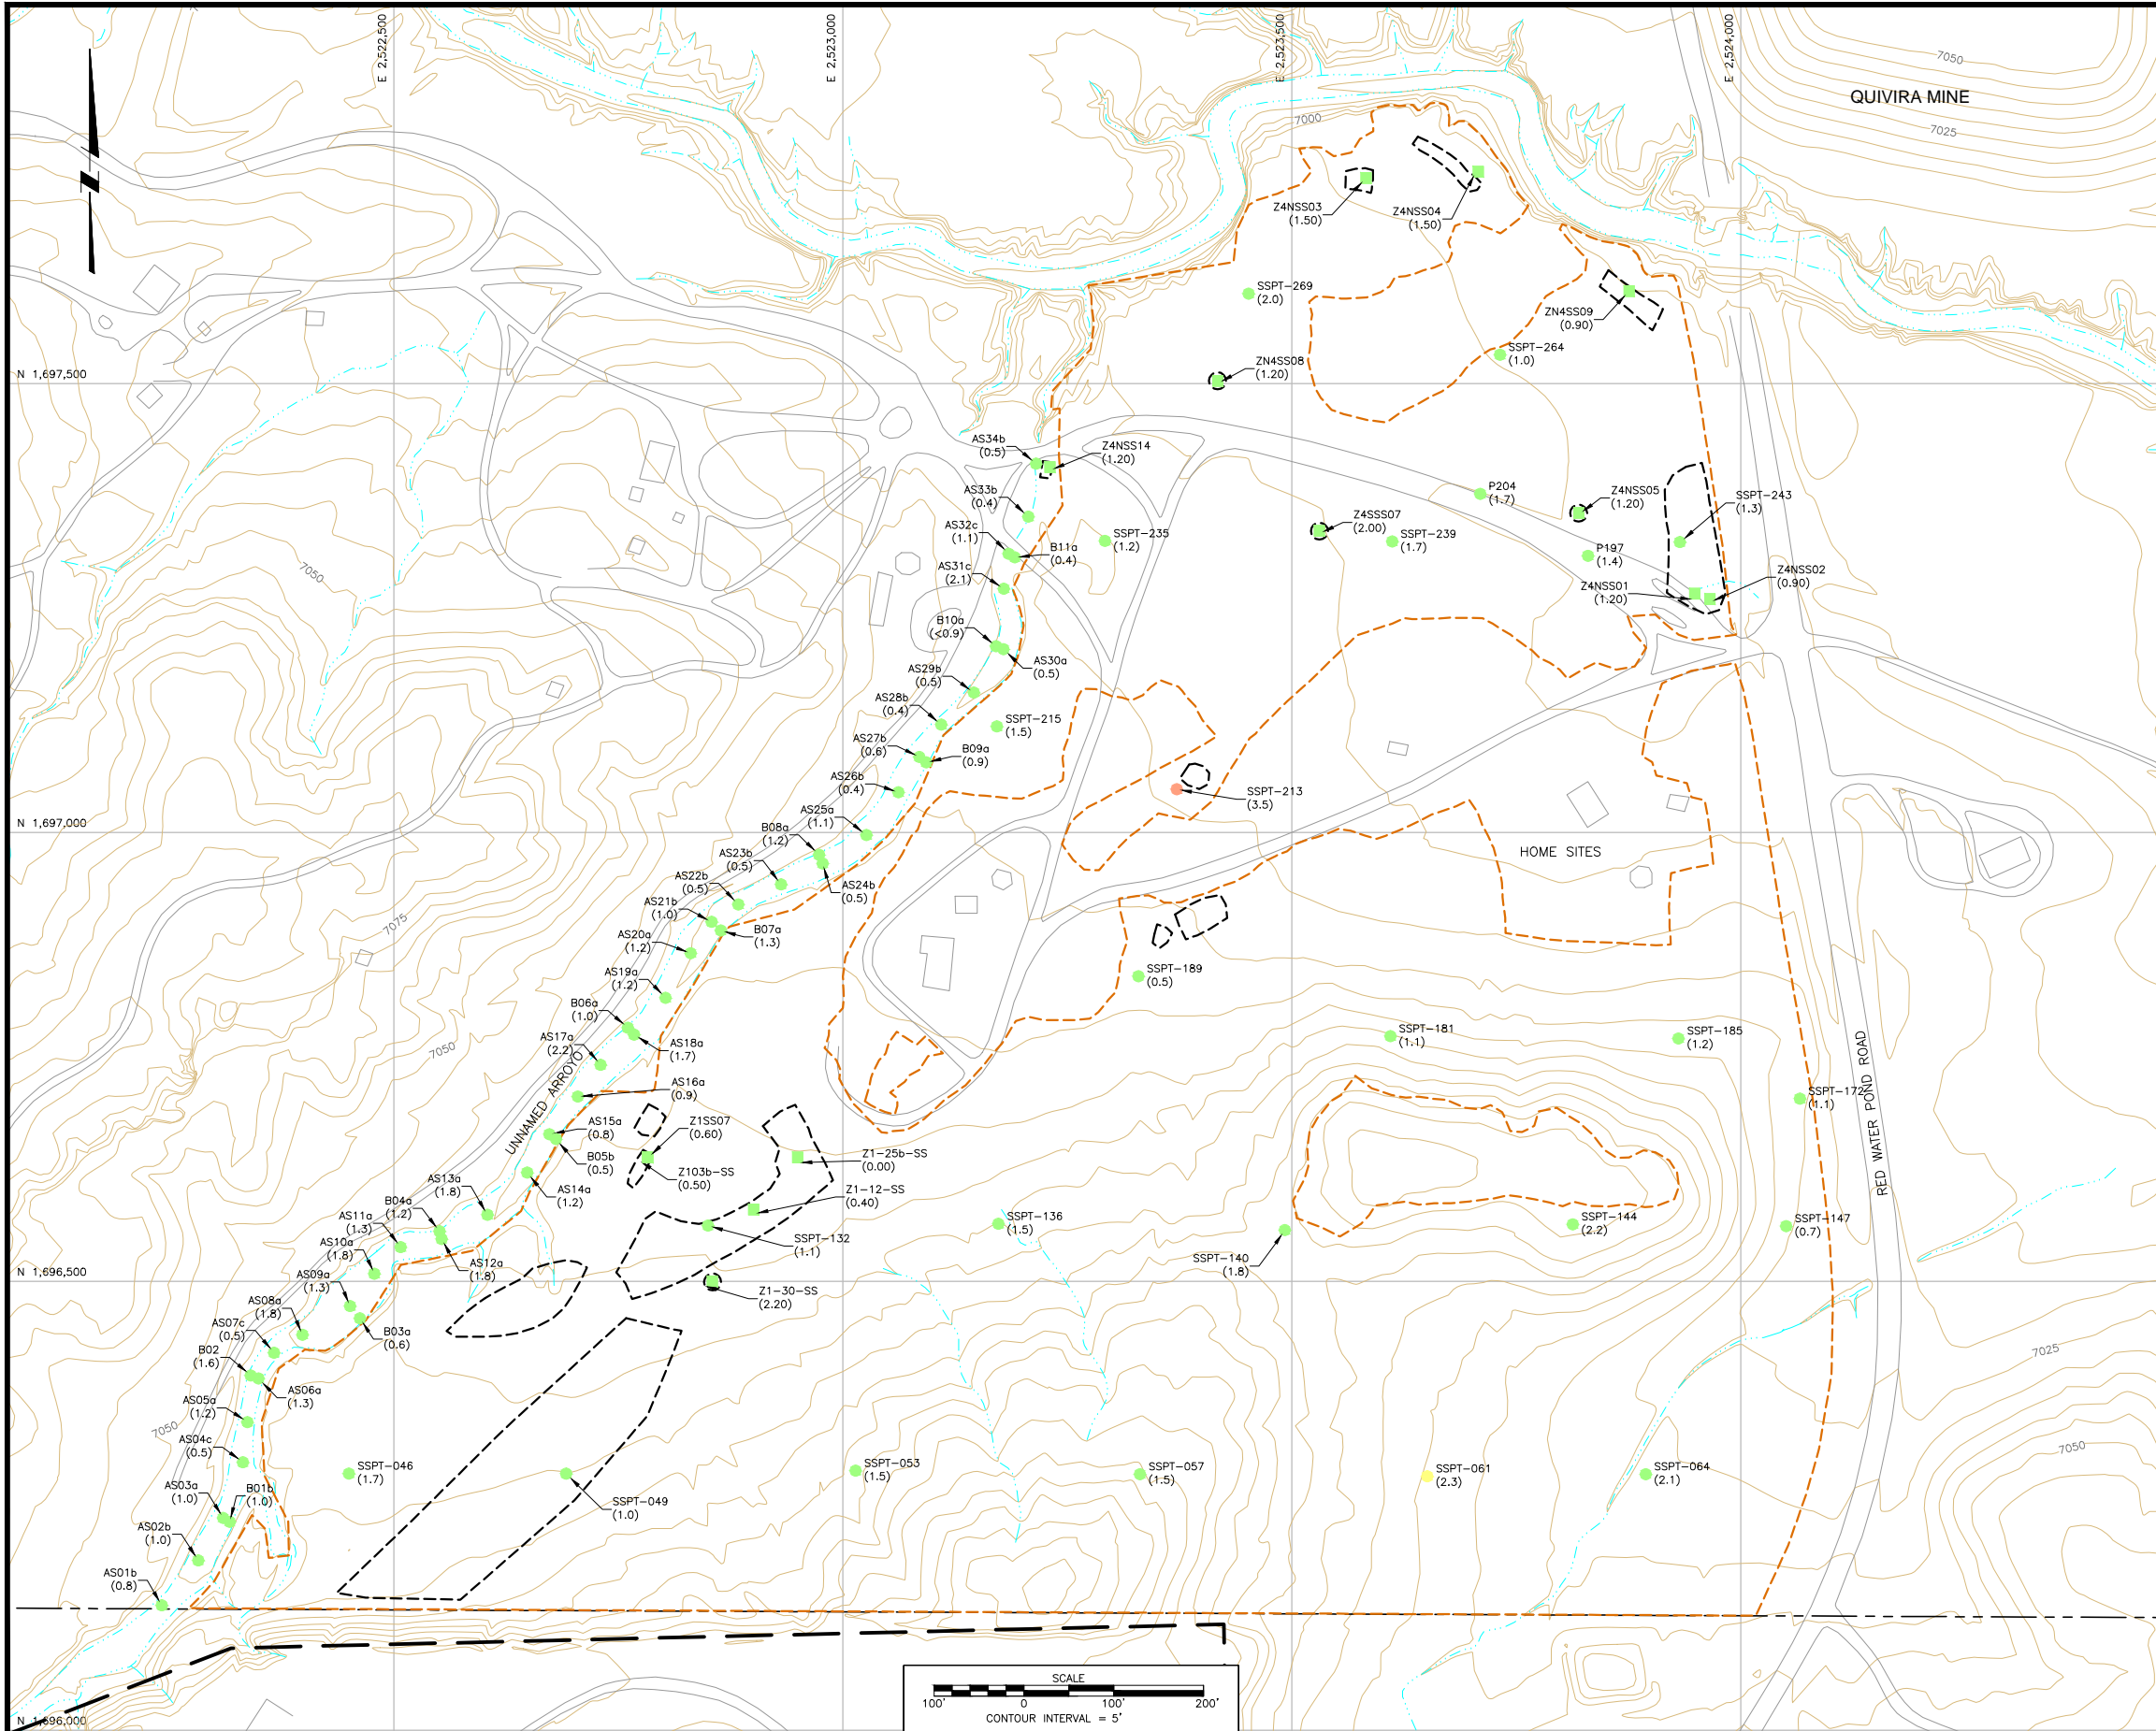 E 2,522,500
E 2,523,000
E 2,523,500
E 2,524,000
7050
QUIVIRA MINE
7025
7000
Z4NSS03
(1.50)
Z4NSS04
(1.50)
SSPT-269
(2.0)
ZN4SS09
(0.90)
SSPT-264
(1.0)
ZN4SS08
(1.20)
N 1,697,500
AS34b
(0.5)
Z4NSS14
(1.20)
AS33b
(0.4)
P204
(1.7)
Z4NSS05
(1.20)
SSPT-243
(1.3)
Z4SSS07
(2.00)
SSPT-239
(1.7)
SSPT-235
(1.2)
AS32c
(1.1)
B11a
(0.4)
P197
(1.4)
AS31c
(2.1)
Z4NSS02
(0.90)
Z4NSS01
(1.20)
7050
B10a
(<0.9)
AS30a
(0.5)
AS29b
(0.5)
AS28b
(0.4)
SSPT-215
(1.5)
AS27b
(0.6)
B09a
(0.9)
AS26b
(0.4)
SSPT-213
(3.5)
AS25a
(1.1)
N 1,697,000
B08a
(1.2)
HOME SITES
AS23b
(0.5)
AS24b
(0.5)
AS22b
(0.5)
AS21b
(1.0)
7075
B07a
(1.3)
AS20a
(1.2)
AS19a
(1.2)
SSPT-189
(0.5)
B06a
(1.0)
AS17a
(2.2)
AS18a
(1.7)
SSPT-181
(1.1)
SSPT-185
(1.2)
7050
UNNAMED ARROYO
RED WATER POND ROAD
AS16a
(0.9)
SSPT-172
(1.1)
AS15a
(0.8)
Z1SS07
(0.60)
B05b
(0.5)
Z103b-SS
(0.50)
Z1-25b-SS
(0.00)
AS13a
(1.8)
AS14a
(1.2)
Z1-12-SS
(0.40)
B04a
(1.2)
AS11a
(1.3)
SSPT-136
(1.5)
SSPT-144
(2.2)
SSPT-147
(0.7)
SSPT-132
(1.1)
AS10a
(1.8)
AS12a
(1.8)
SSPT-140
(1.8)
N 1,696,500
AS09a
(1.3)
Z1-30-SS
(2.20)
AS08a
(1.8)
AS07c
(0.5)
B03a
(0.6)
B02
(1.6)
7025
AS06a
(1.3)
AS05a
(1.2)
7050
AS04c
(0.5)
7050
SSPT-046
(1.7)
SSPT-053
(1.5)
SSPT-057
(1.5)
SSPT-061
(2.3)
SSPT-064
(2.1)
AS03a
(1.0)
B01b
(1.0)
SSPT-049
(1.0)
AS02b
(1.0)
AS01b
(0.8)
SCALE
100' 0 100' 200'
CONTOUR INTERVAL = 5'
N 1,696,000